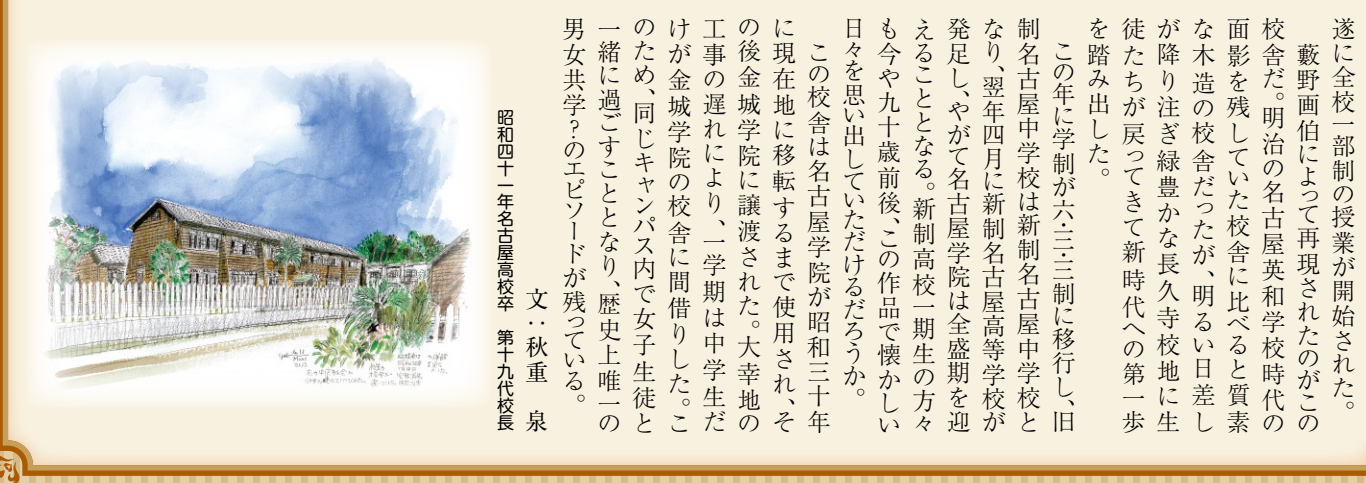 遂に全校一部制の授業が開始された。
藪野画伯によって再現されたのがこの
校舎だ。明治の名古屋英和学校時代の
面影を残していた校舎に比べると質素
な木造の校舎だったが、明るい日差し
が降り注ぎ緑豊かな長久寺校地に生
徒たちが戻ってきて新時代への第一歩
を踏み出した。
この年に学制が六・三・三制に移行し、旧
制名古屋中学校は新制名古屋中学校と
なり、翌年四月に新制名古屋高等学校が
発足し、やがて名古屋学院は全盛期を迎
えることとなる。新制高校一期生の方々
も今や九十歳前後、この作品で懐かしい
日々を思い出していただけるだろうか。
この校舎は名古屋学院が昭和三十年
に現在地に移転するまで使用され、そ
の後金城学院に譲渡された。大幸地の
工事の遅れにより、一学期は中学生だ
けが金城学院の校舎に間借りした。こ
のため、同じキャンパス内で女子生徒と
一緒に過ごすこととなり、歴史上唯一の
男女共学?のエピソードが残っている。
文:秋重 泉
昭和四十一年名古屋高校卒 第十九代校長